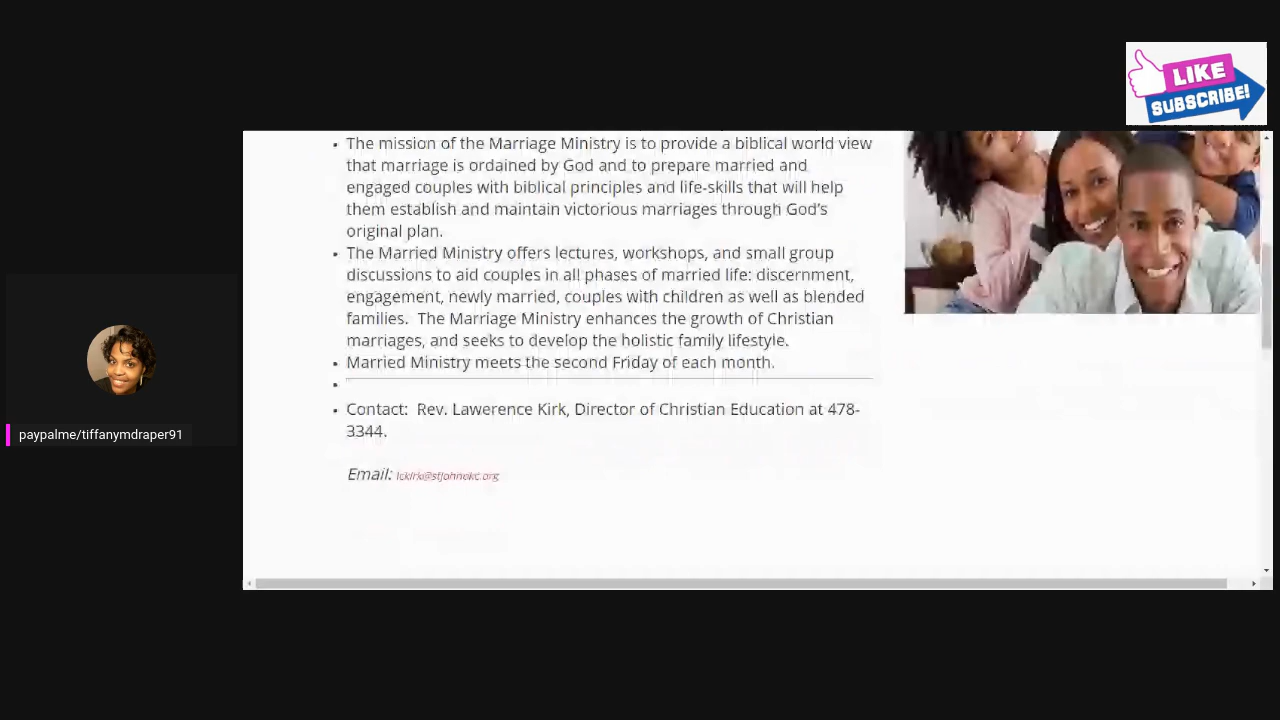 LIKE
SUBSCRIBE!
The mission of the Marriage Ministry is to provide a biblical world view
that marriage is ordained by God and to prepare married and
engaged couples with biblical principles and life-skills that will help
them establish and maintain victorious marriages through God's
original plan.
The Married Ministry offers lectures, workshops, and small group
discussions to aid couples in all phases of married life: discernment,
engagement, newly married, couples with children as well as blended
families.  The Marriage Ministry enhances the growth of Christian
marriages, and seeks to develop the holistic family lifestyle.
Married Ministry meets the second Friday of each month.
Contact:  Rev. Lawerence Kirk, Director of Christian Education at 478-
3344.
Email: lckirk@stjohnokc.org
paypalme/tiffanymdraper91